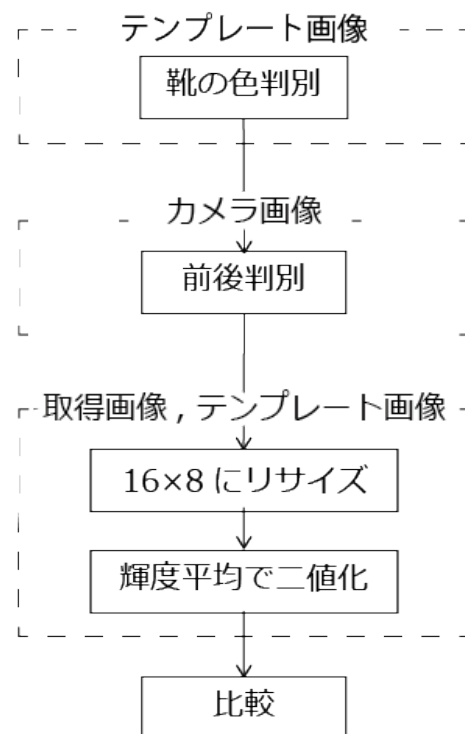 テンプレート画像
靴の色判別
カメラ画像
前後判別
取得画像 , テンプレート画像
16×8 にリサイズ
輝度平均で二値化
比較